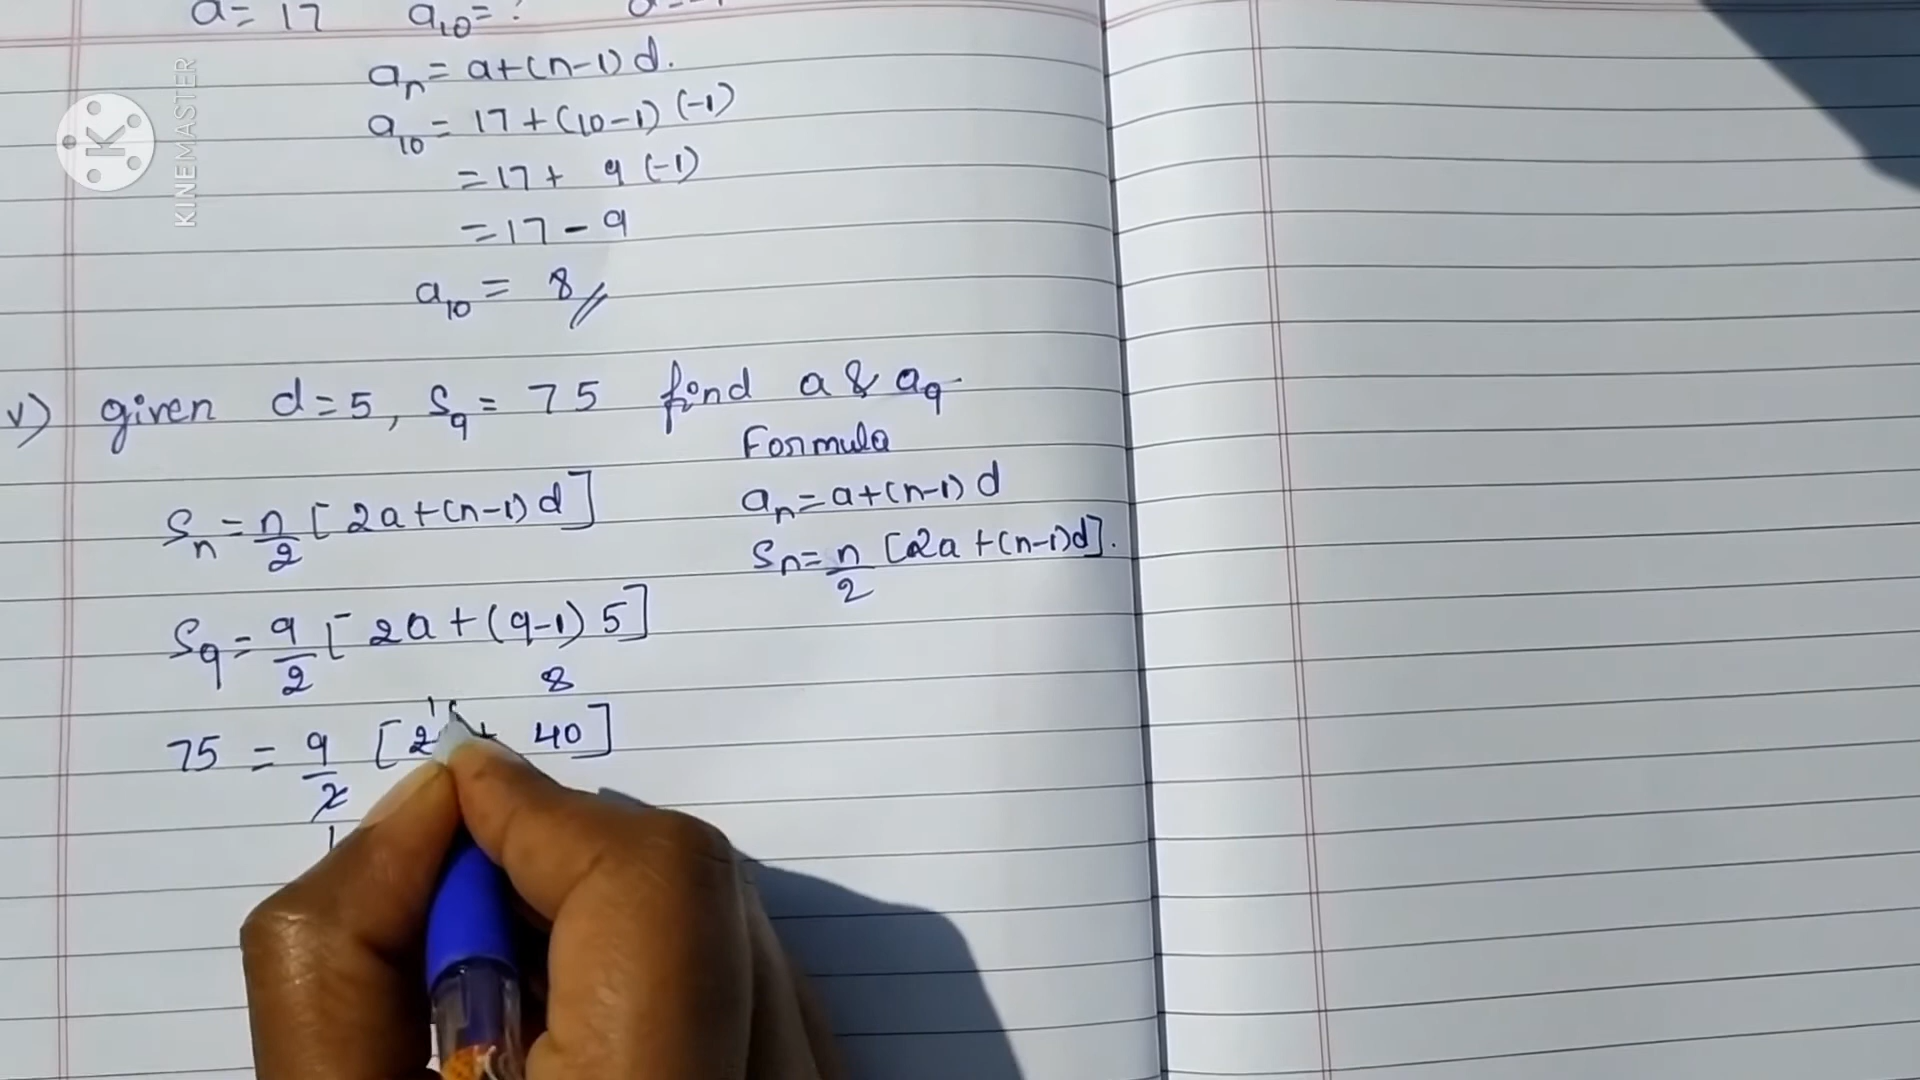 a = 17 a10 = ?
an = a+(n-1) d.
a10 = 17 + (10-1) (-1)
= 17 + 9 (-1)
= 17 - 9
a10 = 8 //
v) given d = 5, S9 = 75 find a & a9
Formula
Sn = n/2 [ 2a + (n-1) d ]
an = a + (n-1) d
Sn = n/2 [2a + (n-1)d].
S9 = 9/2 [ 2a + (9-1) 5 ]
8
75 = 9/2 [ 2 + 40 ]
1
KINEMASTER